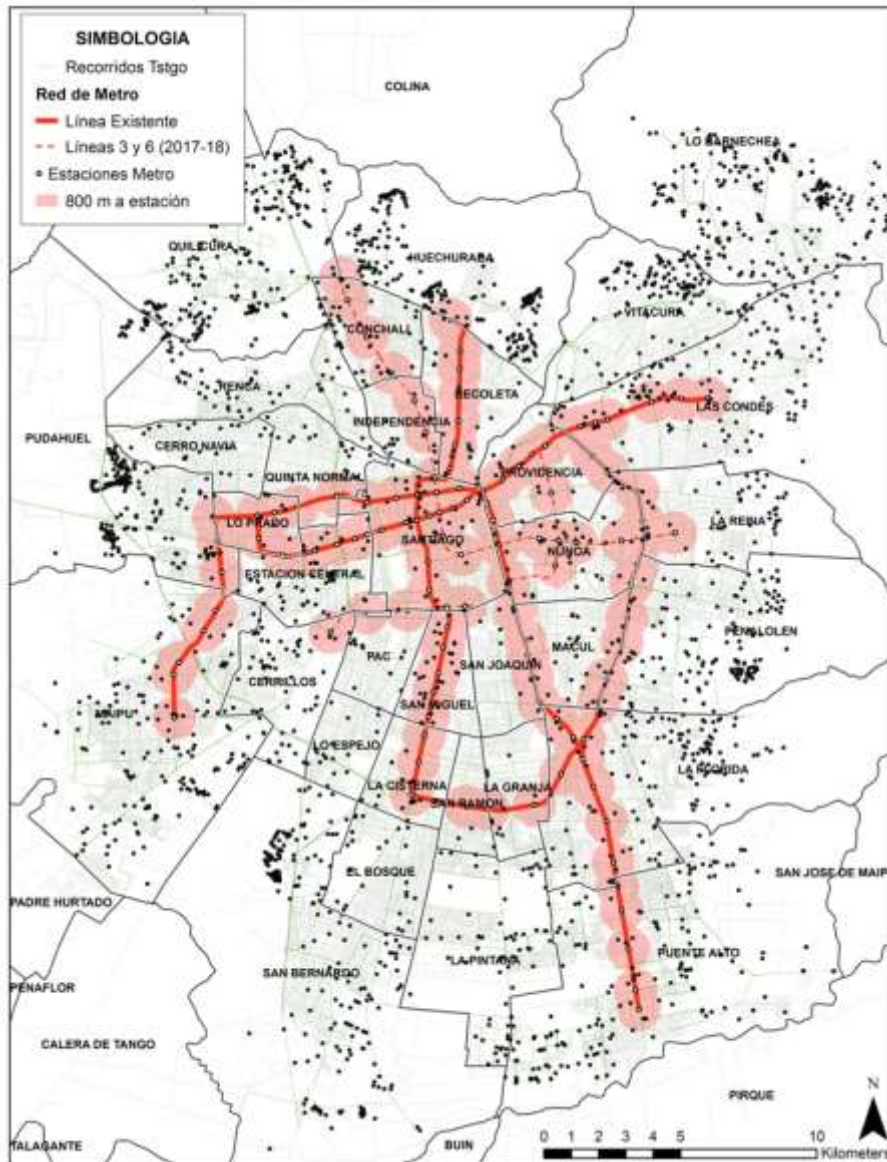 SIMBOLOGIA
Recorridos Tstgo
Red de Metro
Línea Existente
Líneas 3 y 6 (2017-18)
Estaciones Metro
800 m a estación
COLINA
LO BARNECHEA
QUILICURA
HUECHURABA
VITACURA
CONCHALI
RENCA
RECOLETA
LAS CONDES
INDEPENDENCIA
PUDAHUEL
CERRO NAVIA
QUINTA NORMAL
PROVIDENCIA
LO PRADO
LA REINA
SANTIAGO
ÑUÑOA
ESTACION CENTRAL
PEÑALOLEN
MACUL
PAC
SAN JOAQUIN
CERRILLOS
SAN MIGUEL
MAIPU
LO ESPEJO
LA FLORIDA
LA CISTERNA
LA GRANJA
SAN RAMON
EL BOSQUE
SAN JOSE DE MAIP
PADRE HURTADO
PUENTE ALTO
LA PINTANA
SAN BERNARDO
PEÑAFLOR
CALERA DE TANGO
PIRQUE
N
TALAGANTE
BUIN
0 1 2 3 4 5 10
Kilometers